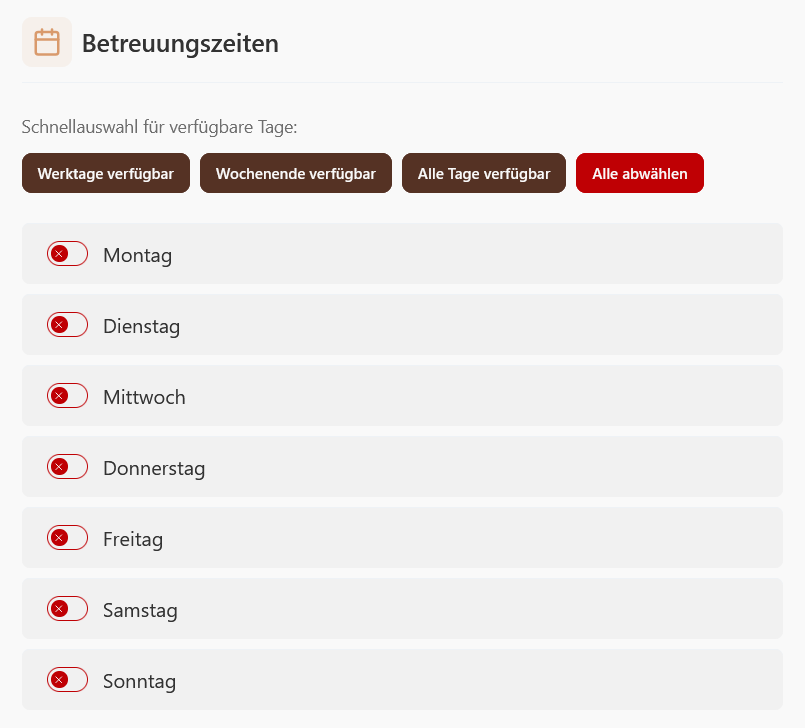 Betreuungszeiten
Schnellauswahl für verfügbare Tage:
Werktage verfügbar Wochenende verfügbar Alle Tage verfügbar Alle abwählen
Montag
Dienstag
Mittwoch
Donnerstag
Freitag
Samstag
Sonntag